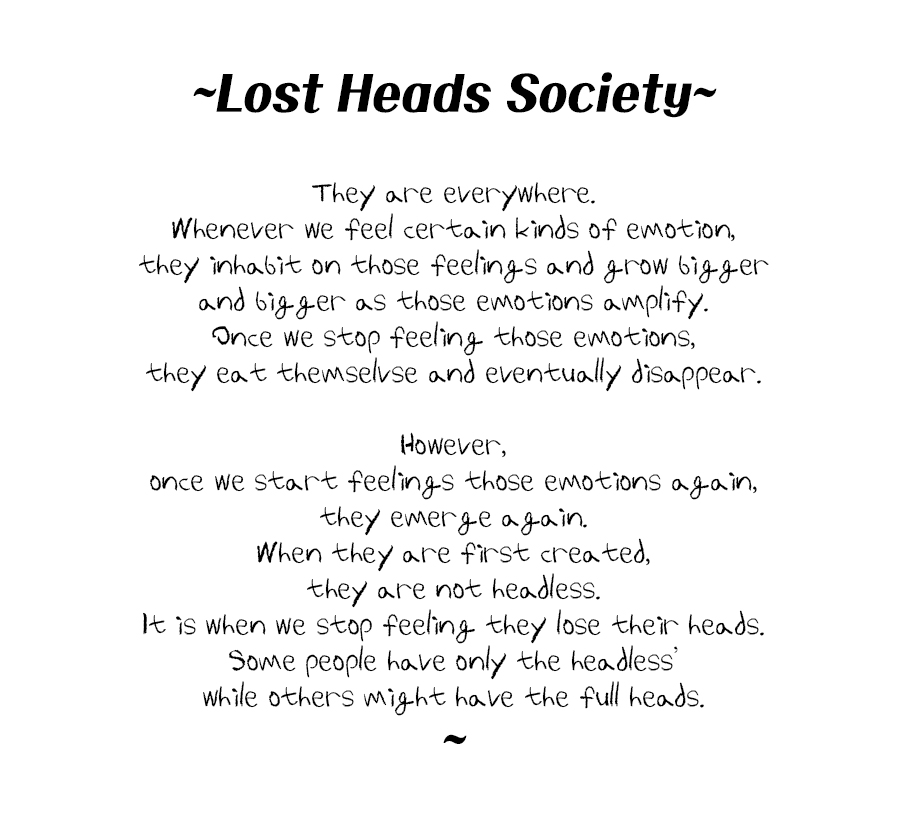 ~Lost Heads Society~
They are everywhere.
Whenever we feel certain kinds of emotion,
they inhabit on those feelings and grow bigger
and bigger as those emotions amplify.
Once we stop feeling those emotions,
they eat themselvse and eventually disappear.
However,
once we start feelings those emotions again,
they emerge again.
When they are first created,
they are not headless.
It is when we stop feeling they lose their heads.
Some people have only the headless'
while others might have the full heads.
~